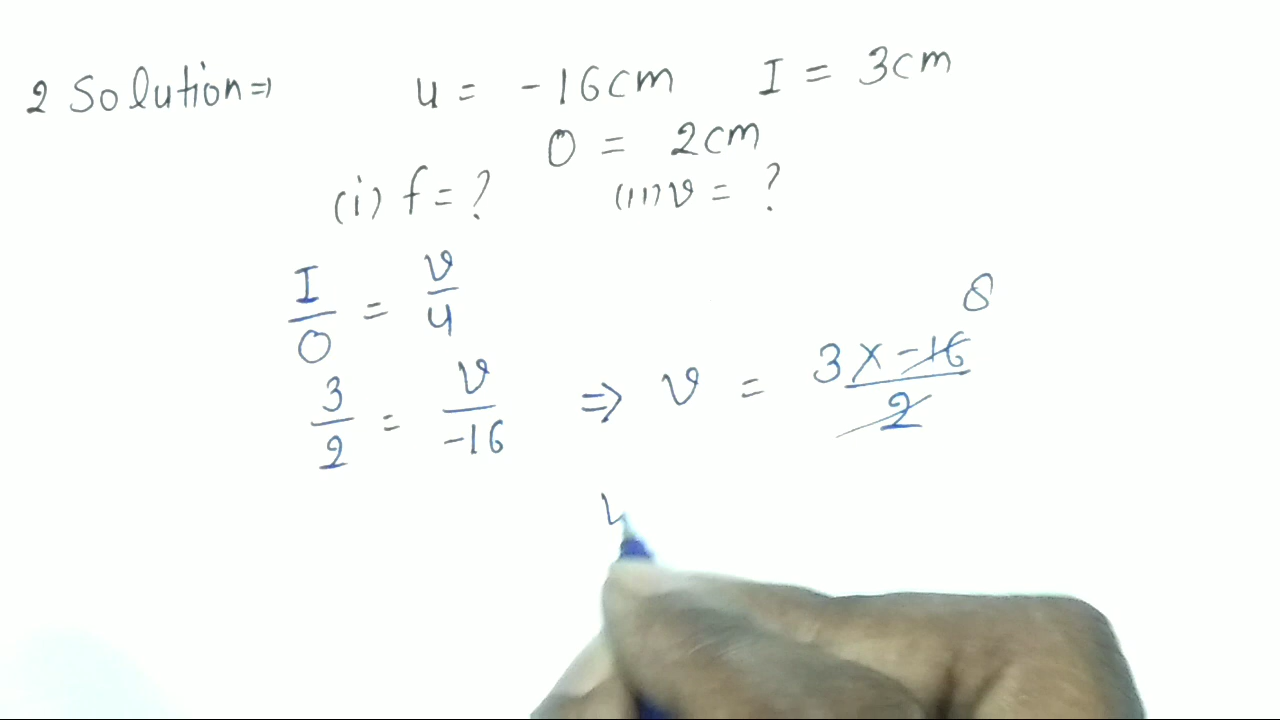 2 Solution ⇒ u = -16cm I = 3cm
O = 2cm
(i) f = ? (ii) v = ?
I/O = v/u
3/2 = v/-16 ⇒ v = 3 x -16/2 8